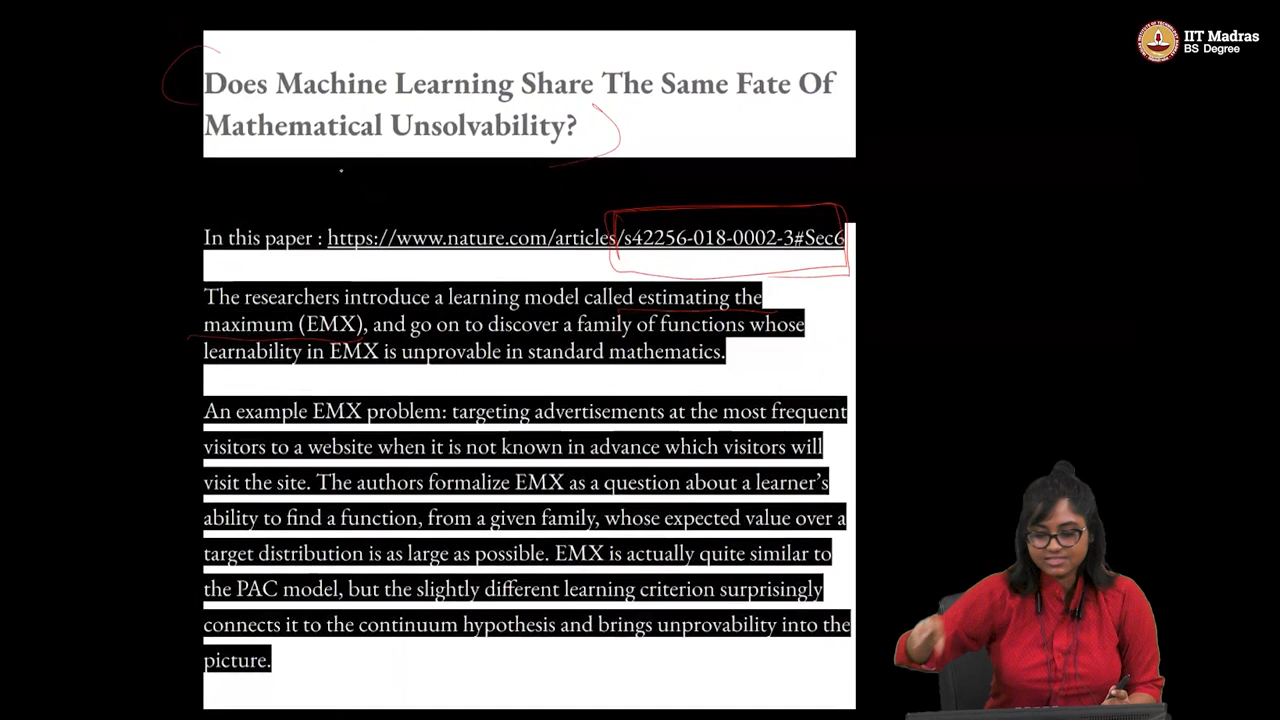 IIT Madras
BS Degree
Does Machine Learning Share The Same Fate Of
Mathematical Unsolvability?
In this paper : https://www.nature.com/articles/s42256-018-0002-3#Sec6
The researchers introduce a learning model called estimating the
maximum (EMX), and go on to discover a family of functions whose
learnability in EMX is unprovable in standard mathematics.
An example EMX problem: targeting advertisements at the most frequent
visitors to a website when it is not known in advance which visitors will
visit the site. The authors formalize EMX as a question about a learner’s
ability to find a function, from a given family, whose expected value over a
target distribution is as large as possible. EMX is actually quite similar to
the PAC model, but the slightly different learning criterion surprisingly
connects it to the continuum hypothesis and brings unprovability into the
picture.